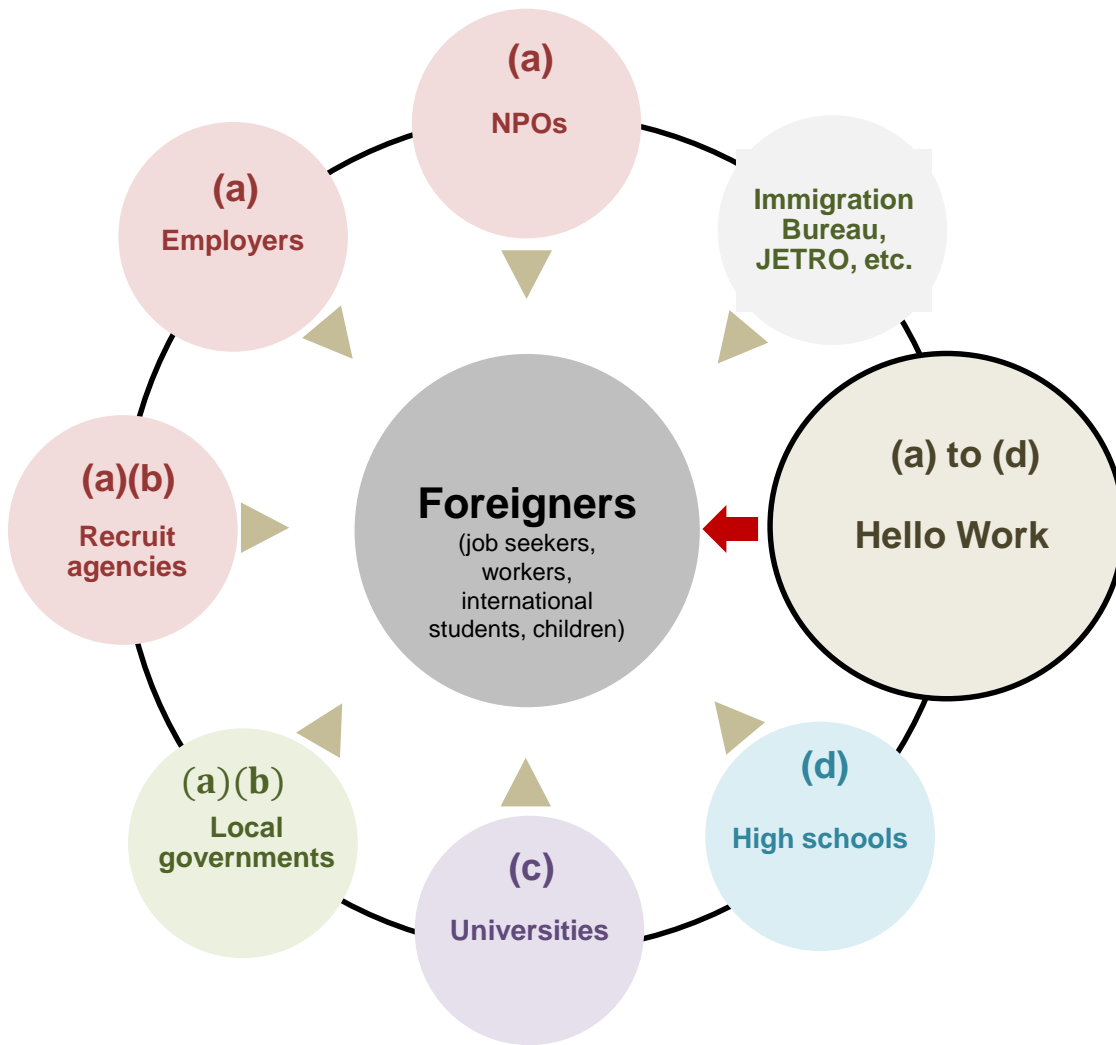 (a)
NPOs
Immigration
Bureau,
JETRO, etc.
(a)
Employers
(a) to (d)
Hello Work
(a)(b)
Recruit
agencies
Foreigners
(job seekers,
workers,
international
students, children)
(d)
High schools
(a)(b)
Local
governments
(c)
Universities